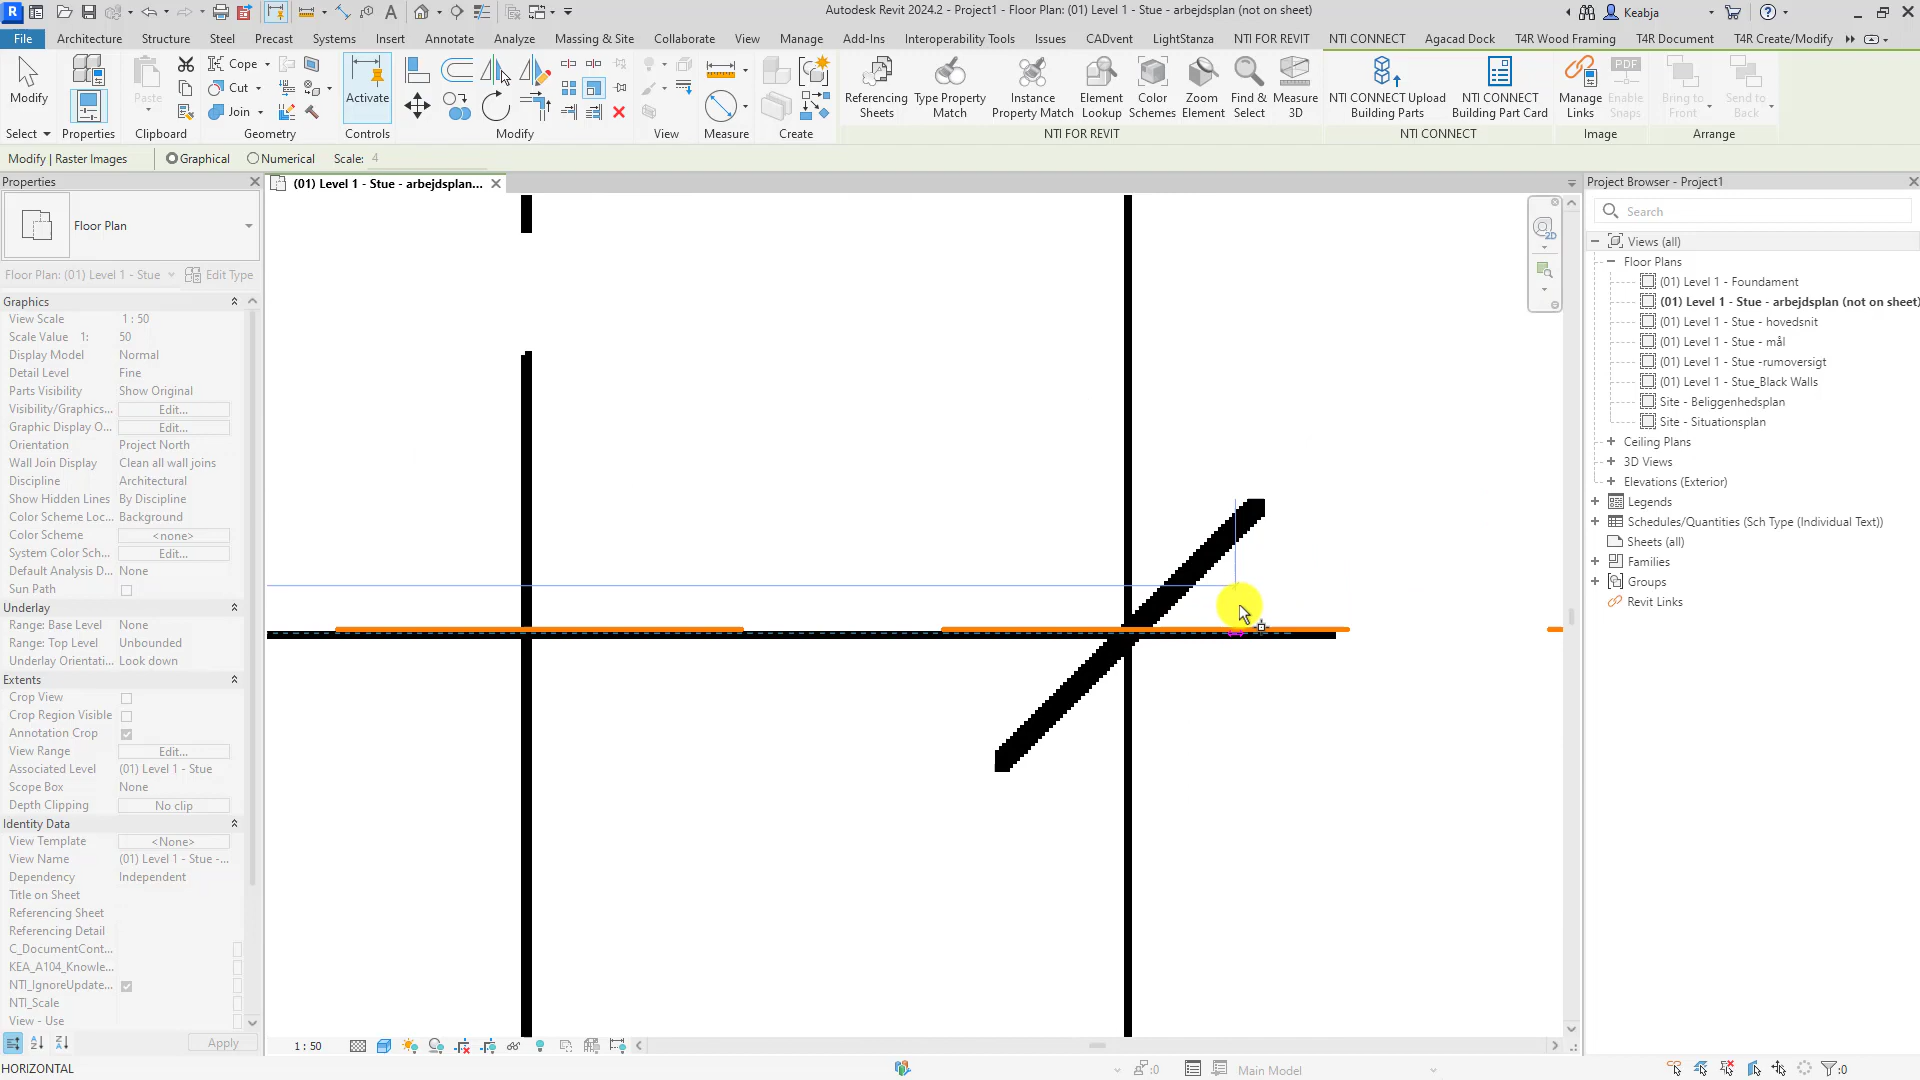 Autodesk Revit 2024.2 - Project1 - Floor Plan: (01) Level 1 - Stue - arbejdsplan (not on sheet)
Keabja
File Architecture Structure Steel Precast Systems Insert Annotate Analyze Massing & Site Collaborate View Manage Add-Ins Interoperability Tools Issues CADvent LightStanza NTI FOR REVIT NTI CONNECT Agacad Dock T4R Wood Framing T4R Document T4R Create/Modify
Cope
Cut
Join
Modify
Paste
Activate
Referencing Sheets
Type Property Match
Instance Property Match
Element Lookup
Color Schemes
Zoom Element
Find & Select
Measure 3D
NTI CONNECT Upload Building Parts
NTI CONNECT Building Part Card
Manage Links
PDF
Enable Snaps
Bring to Front
Send to Back
Select Properties Clipboard Geometry Controls Modify View Measure Create NTI FOR REVIT NTI CONNECT Image Arrange
Modify | Raster Images Graphical Numerical Scale: 4
Properties
Floor Plan
Floor Plan: (01) Level 1 - Stue Edit Type
Graphics
View Scale 1 : 50
Scale Value 1: 50
Display Model Normal
Detail Level Fine
Parts Visibility Show Original
Visibility/Graphics... Edit...
Graphic Display O... Edit...
Orientation Project North
Wall Join Display Clean all wall joins
Discipline Architectural
Show Hidden Lines By Discipline
Color Scheme Loc... Background
Color Scheme <none>
System Color Sch... Edit...
Default Analysis D... None
Sun Path
Underlay
Range: Base Level None
Range: Top Level Unbounded
Underlay Orientati... Look down
Extents
Crop View
Crop Region Visible
Annotation Crop
View Range Edit...
Associated Level (01) Level 1 - Stue
Scope Box None
Depth Clipping No clip
Identity Data
View Template <None>
View Name (01) Level 1 - Stue -...
Dependency Independent
Title on Sheet
Referencing Sheet
Referencing Detail
C_DocumentCont...
KEA_A104_Knowle...
NTI_IgnoreUpdate...
NTI_Scale
View - Use
Apply
(01) Level 1 - Stue - arbejdsplan...
2D
1 : 50
Project Browser - Project1
Search
Views (all)
Floor Plans
(01) Level 1 - Foundament
(01) Level 1 - Stue - arbejdsplan (not on sheet)
(01) Level 1 - Stue - hovedsnit
(01) Level 1 - Stue - mål
(01) Level 1 - Stue -rumoversigt
(01) Level 1 - Stue_Black Walls
Site - Beliggenhedsplan
Site - Situationsplan
Ceiling Plans
3D Views
Elevations (Exterior)
Legends
Schedules/Quantities (Sch Type (Individual Text))
Sheets (all)
Families
Groups
Revit Links
HORIZONTAL
:0
Main Model
:0